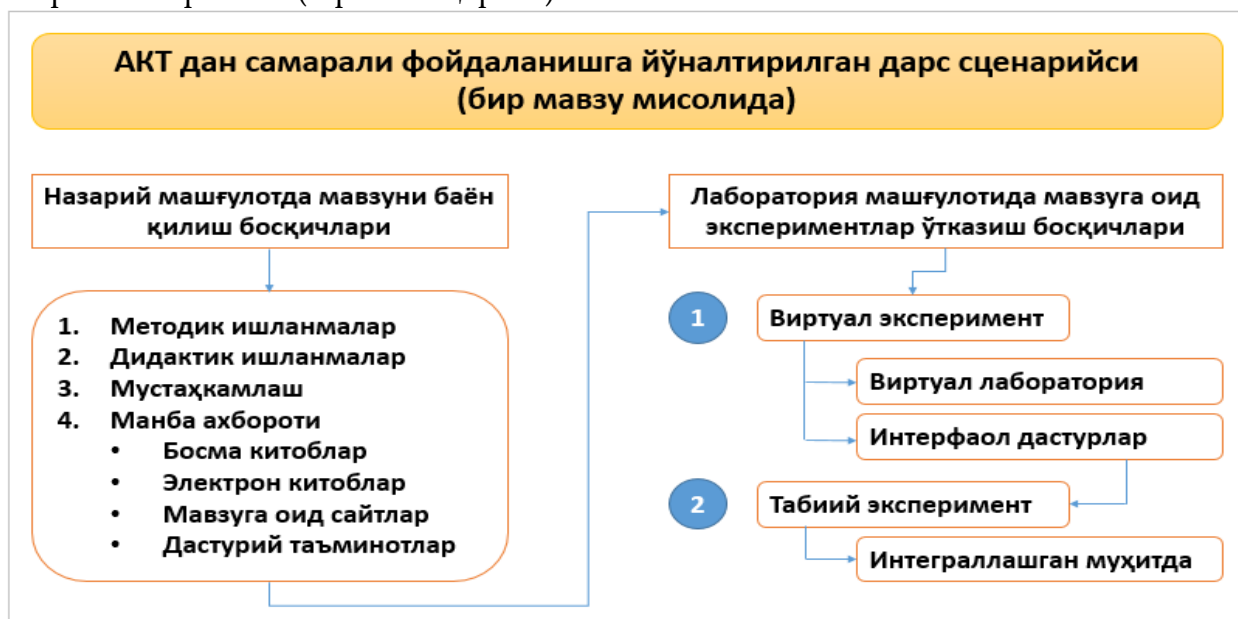 АКТ дан самарали фойдаланишга йўналтирилган дарс сценарийси
(бир мавзу мисолида)
Назарий машғулотда мавзуни баён
қилиш босқичлари
1. Методик ишланмалар
2. Дидактик ишланмалар
3. Мустаҳкамлаш
4. Манба ахбороти
• Босма китоблар
• Электрон китоблар
• Мавзуга оид сайтлар
• Дастурий таъминотлар
Лаборатория машғулотида мавзуга оид
экспериментлар ўтказиш босқичлари
1 Виртуал эксперимент
Виртуал лаборатория
Интерфаол дастурлар
2 Табиий эксперимент
Интеграллашган муҳитда